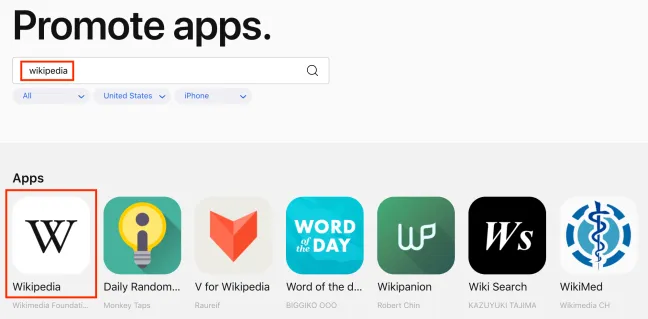 Promote apps.
wikipedia
All United States iPhone
Apps
W WORD of the DAY WP Ws
Wikipedia Daily Random... V for Wikipedia Word of the d... Wikipanion Wiki Search WikiMed
Wikimedia Foundati... Monkey Taps Raureif BIGGIKO OOO Robert Chin KAZUYUKI TAJIMA Wikimedia CH